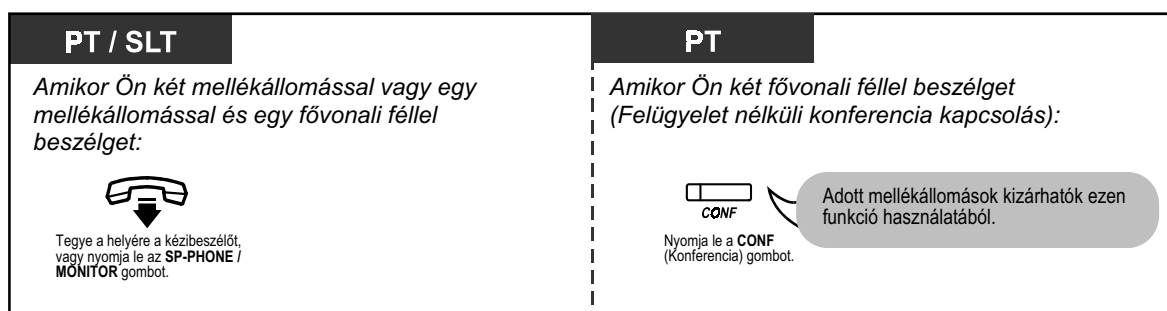 PT / SLT
Amikor Ön két mellékállomással vagy egy
mellékállomással és egy fővonali féllel
beszélget:
Tegye a helyére a kézibeszélőt,
vagy nyomja le az SP-PHONE /
MONITOR gombot.
PT
Amikor Ön két fővonali féllel beszélget
(Felügyelet nélküli konferencia kapcsolás):
CONF
Nyomja le a CONF
(Konferencia) gombot.
Adott mellékállomások kizárhatók ezen
funkció használatából.